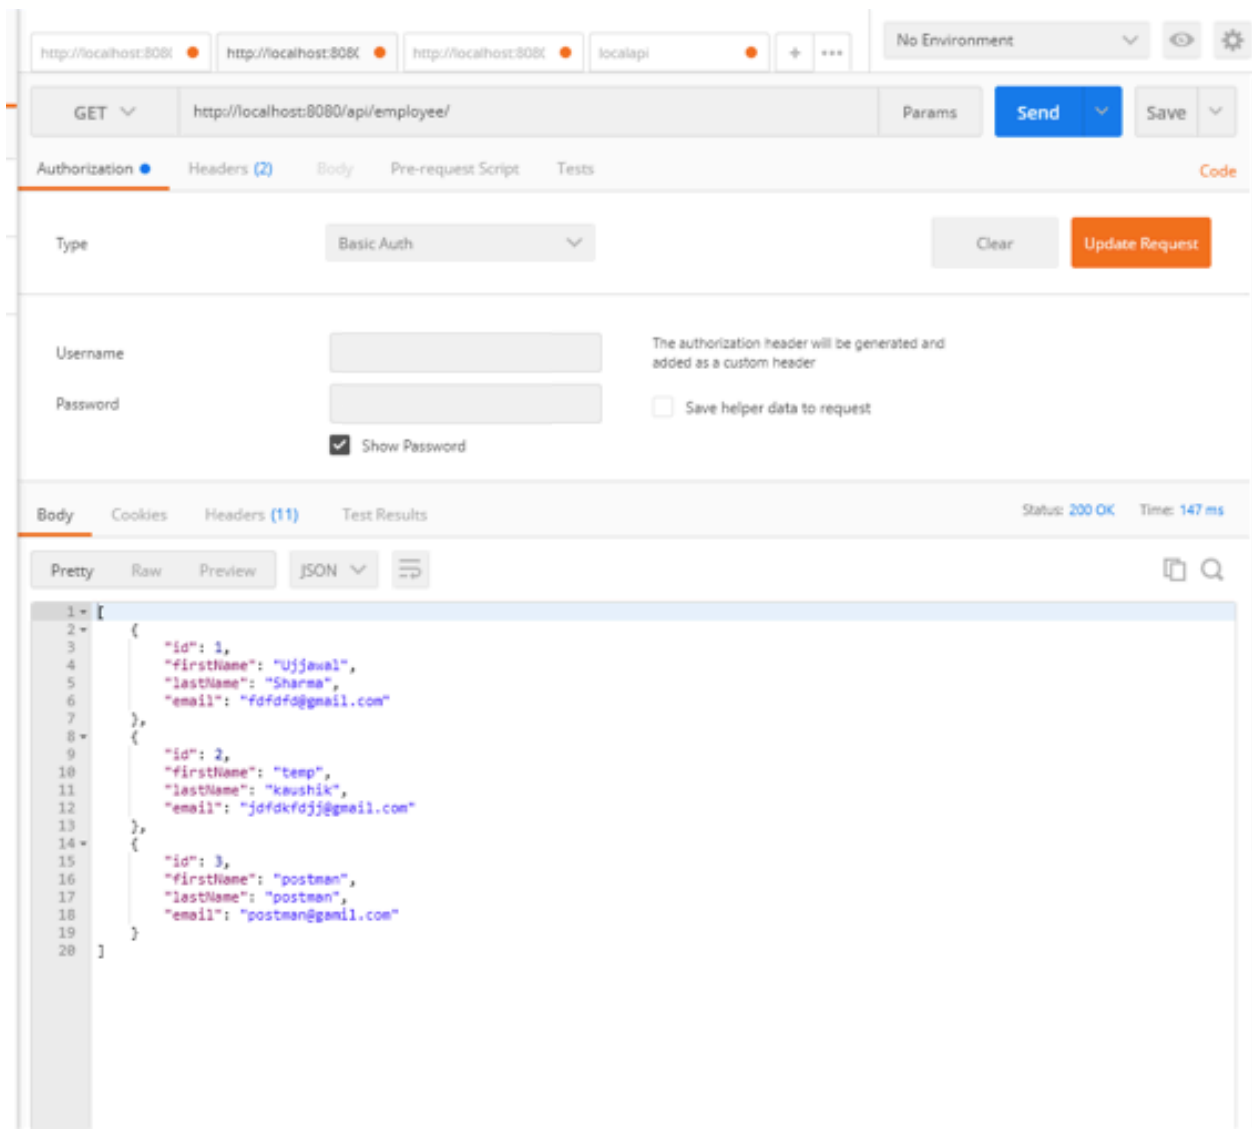 http://localhost:808( http://localhost:808( http://localhost:808( localapi + ••• No Environment
GET http://localhost:8080/api/employee/ Params Send Save
Authorization Headers (2) Body Pre-request Script Tests Code
Type Basic Auth Clear Update Request
Username The authorization header will be generated and
added as a custom header
Password Save helper data to request
Show Password
Body Cookies Headers (11) Test Results Status: 200 OK Time: 147 ms
Pretty Raw Preview JSON
1 [
2 {
3 "id": 1,
4 "firstName": "Ujjawal",
5 "lastName": "Sharma",
6 "email": "fdfdfd@gmail.com"
7 },
8 {
9 "id": 2,
10 "firstName": "temp",
11 "lastName": "kaushik",
12 "email": "jdfdkfdjj@gmail.com"
13 },
14 {
15 "id": 3,
16 "firstName": "postman",
17 "lastName": "postman",
18 "email": "postman@gamil.com"
19 }
20 ]